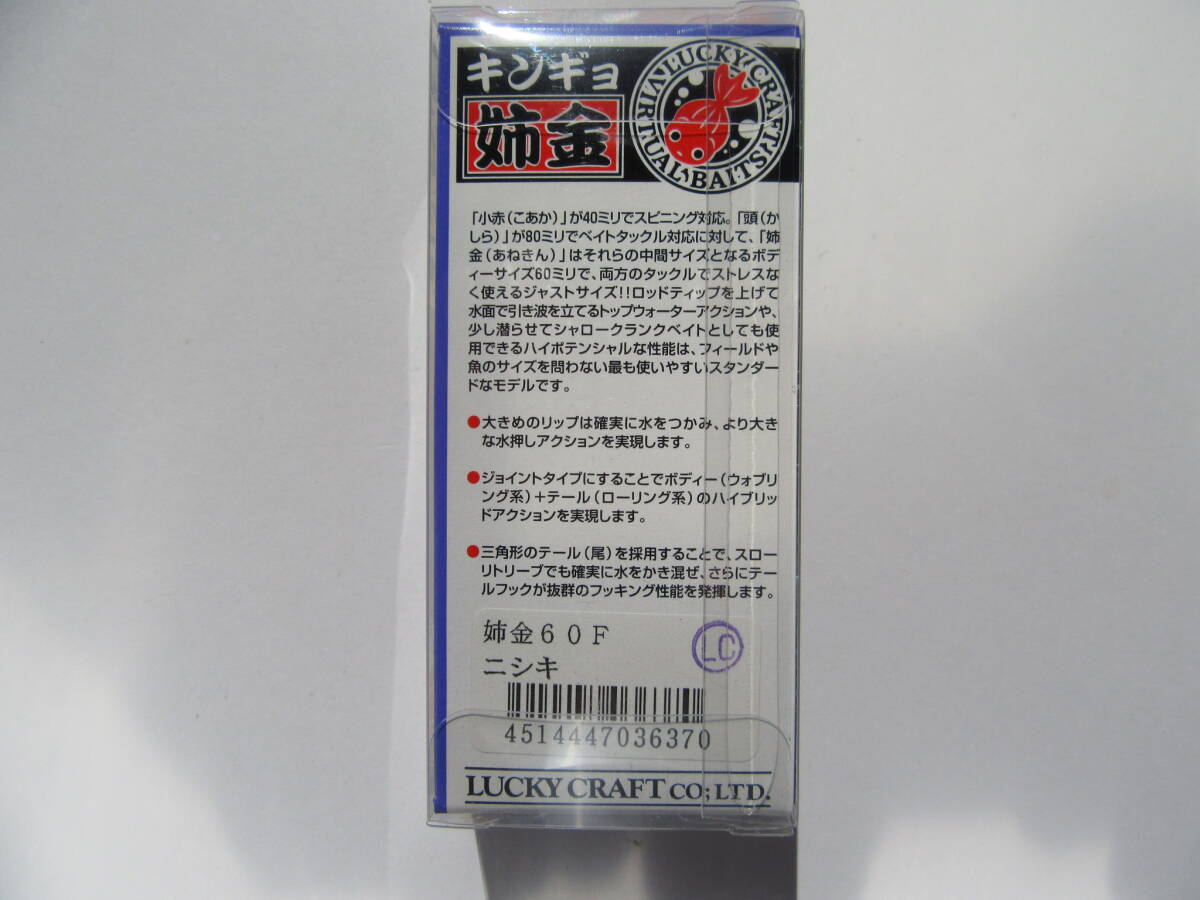 キンギョ
姉金
LUCKY CRAFT'S
VIRTUAL BAITS
「小赤(こあか)」が40ミリでスピニング対応。「頭(か
しら)」が80ミリでベイトタックル対応に対して、「姉
金(あねきん)」はそれらの中間サイズとなるボデ
ィーサイズ60ミリで、両方のタックルでストレスな
く使えるジャストサイズ!!ロッドティップを上げて
水面で引き波を立てるトップウォーターアクションや、
少し潜らせてシャロークランクベイトとしても使
用できるハイポテンシャルな性能は、フィールドや
魚のサイズを問わない最も使いやすいスタンダー
ドなモデルです。
●大きめのリップは確実に水をつかみ、より大き
な水押しアクションを実現します。
●ジョイントタイプにすることでボディー(ウォブリ
ング系)+テール(ローリング系)のハイブリッ
ドアクションを実現します。
●三角形のテール(尾)を採用することで、スロー
リトリーブでも確実に水をかき混ぜ、さらにテー
ルフックが抜群のフッキング性能を発揮します。
姉金60F
LC
ニシキ
4514447036370
LUCKY CRAFT CO;LTD.